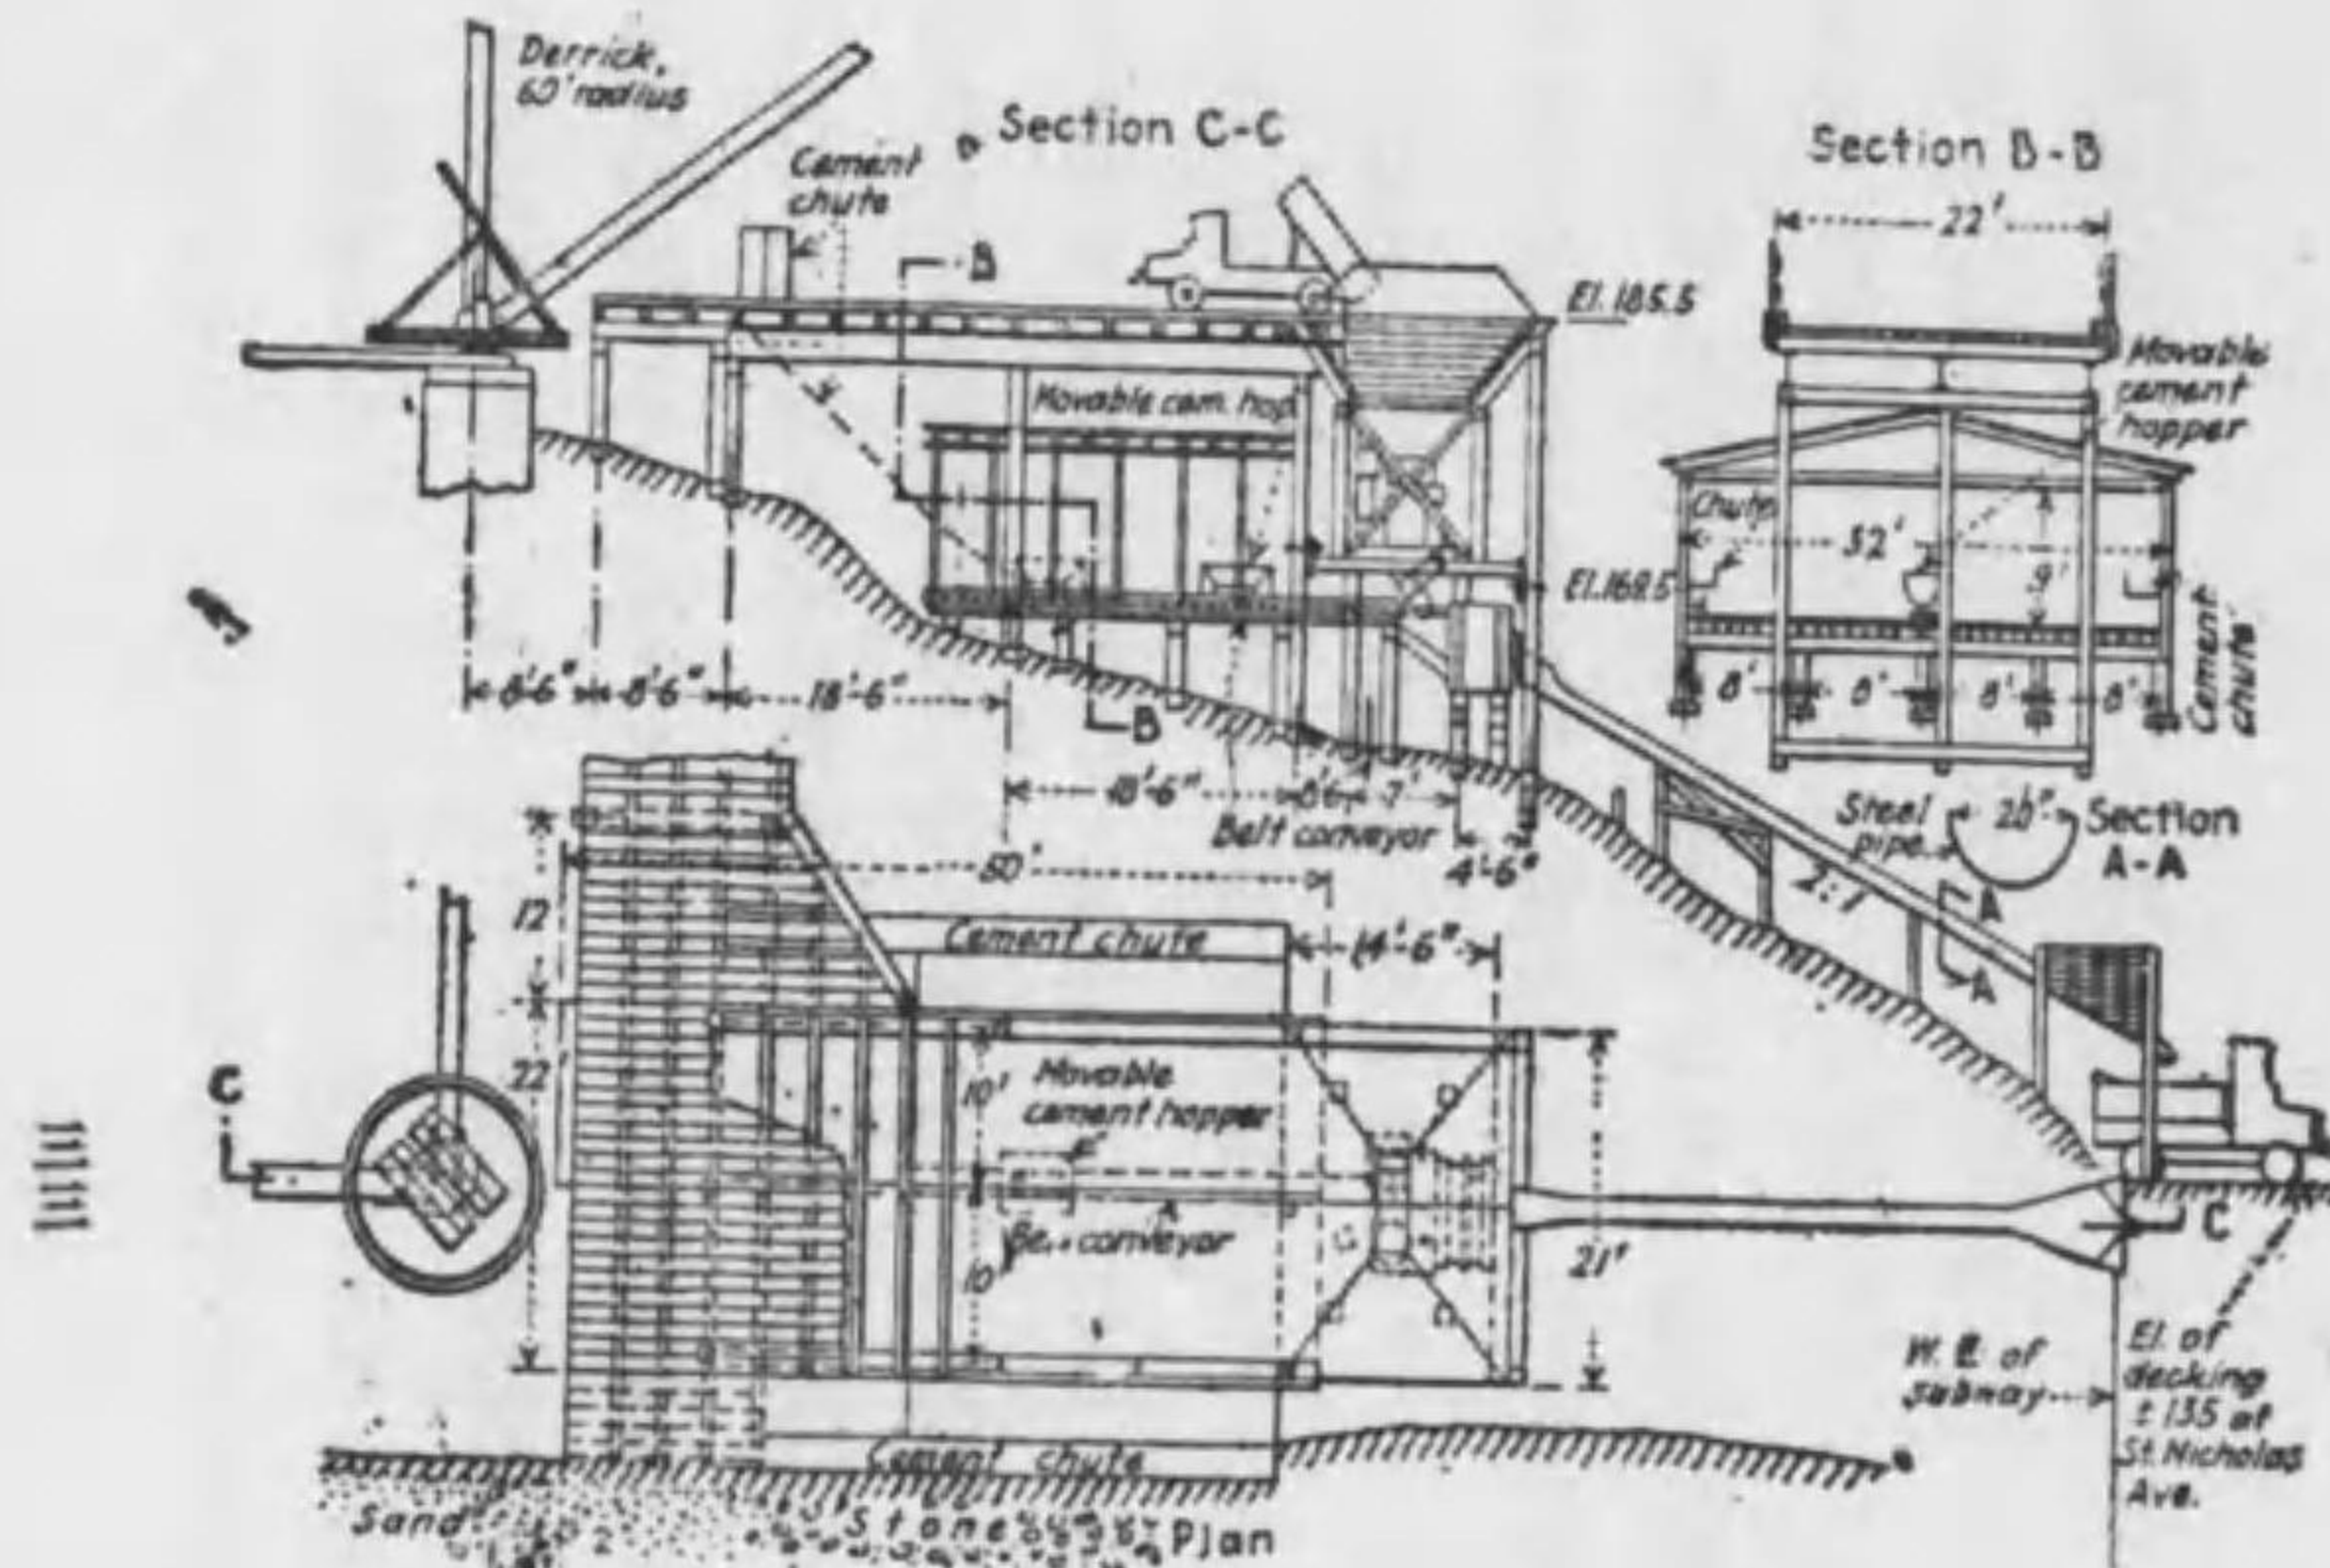 Derrick,
60' radius
Section C-C
Cement
chute
B
El. 185.5
Movable cem. hop.
El. 169.5
B
8'-6" 8'-6" 18'-6"
18'-6" 7'
Belt conveyor
4'-6"
Section B-B
22'
Movable
cement
hopper
Chute
32'
9'
Cement
chute
8' 8' 8' 8'
Steel
pipe
Section
A-A
2:1
A
A
12'
22'
Cement chute
14'-6"
C
10'
Movable
cement hopper
conveyor
10'
21'
C
Cement chute
W. ℄ of
subway
El. of
decking
± 135 at
St. Nicholas
Ave.
Sand
Stone
Plan